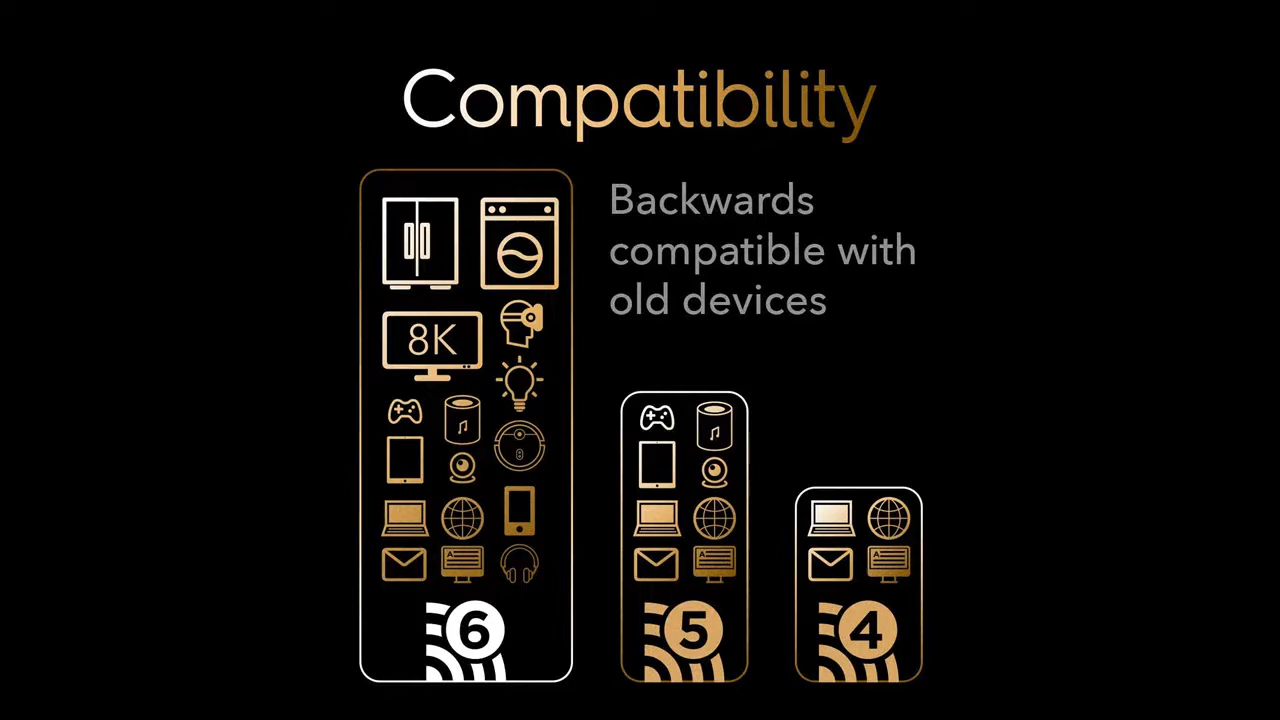 Compatibility
Backwards
compatible with
old devices
8K
A
A
A
6
5
4